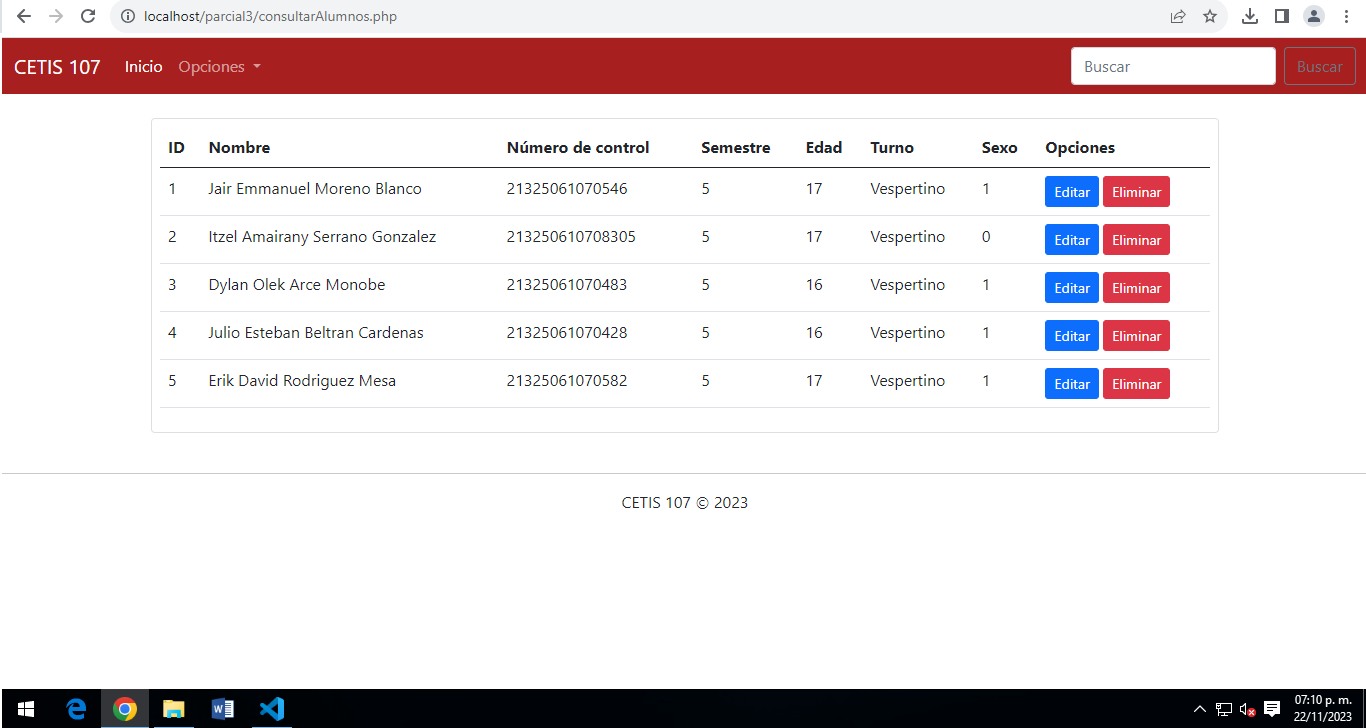 localhost/parcial3/consultarAlumnos.php
CETIS 107 Inicio Opciones Buscar Buscar
ID Nombre Número de control Semestre Edad Turno Sexo Opciones
1 Jair Emmanuel Moreno Blanco 21325061070546 5 17 Vespertino 1 Editar Eliminar
2 Itzel Amairany Serrano Gonzalez 213250610708305 5 17 Vespertino 0 Editar Eliminar
3 Dylan Olek Arce Monobe 21325061070483 5 16 Vespertino 1 Editar Eliminar
4 Julio Esteban Beltran Cardenas 21325061070428 5 16 Vespertino 1 Editar Eliminar
5 Erik David Rodriguez Mesa 21325061070582 5 17 Vespertino 1 Editar Eliminar
CETIS 107 © 2023
07:10 p. m.
22/11/2023